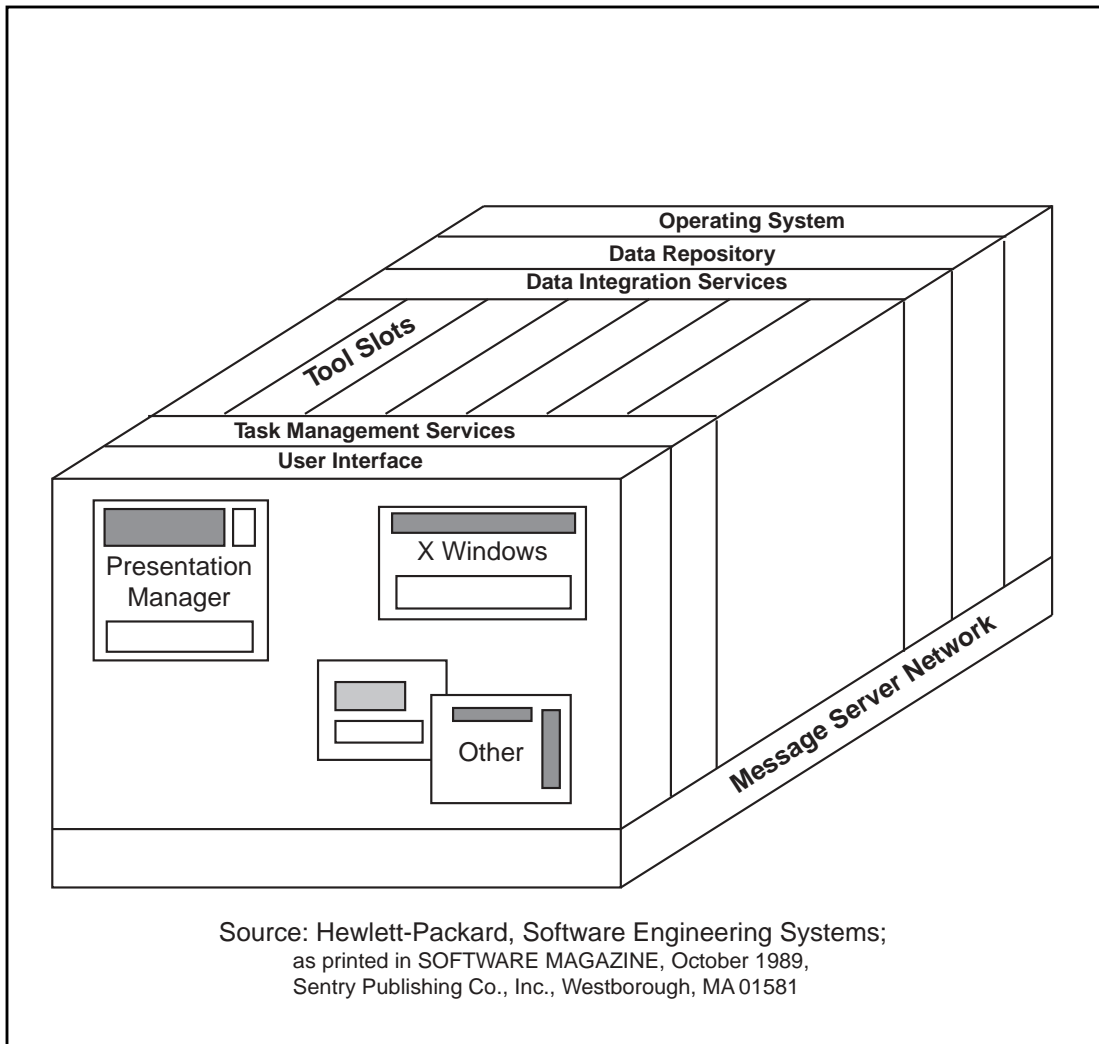 Operating System
Data Repository
Data Integration Services
Tool Slots
Task Management Services
User Interface
Presentation
Manager
X Windows
Other
Message Server Network
Source: Hewlett-Packard, Software Engineering Systems;
as printed in SOFTWARE MAGAZINE, October 1989,
Sentry Publishing Co., Inc., Westborough, MA 01581